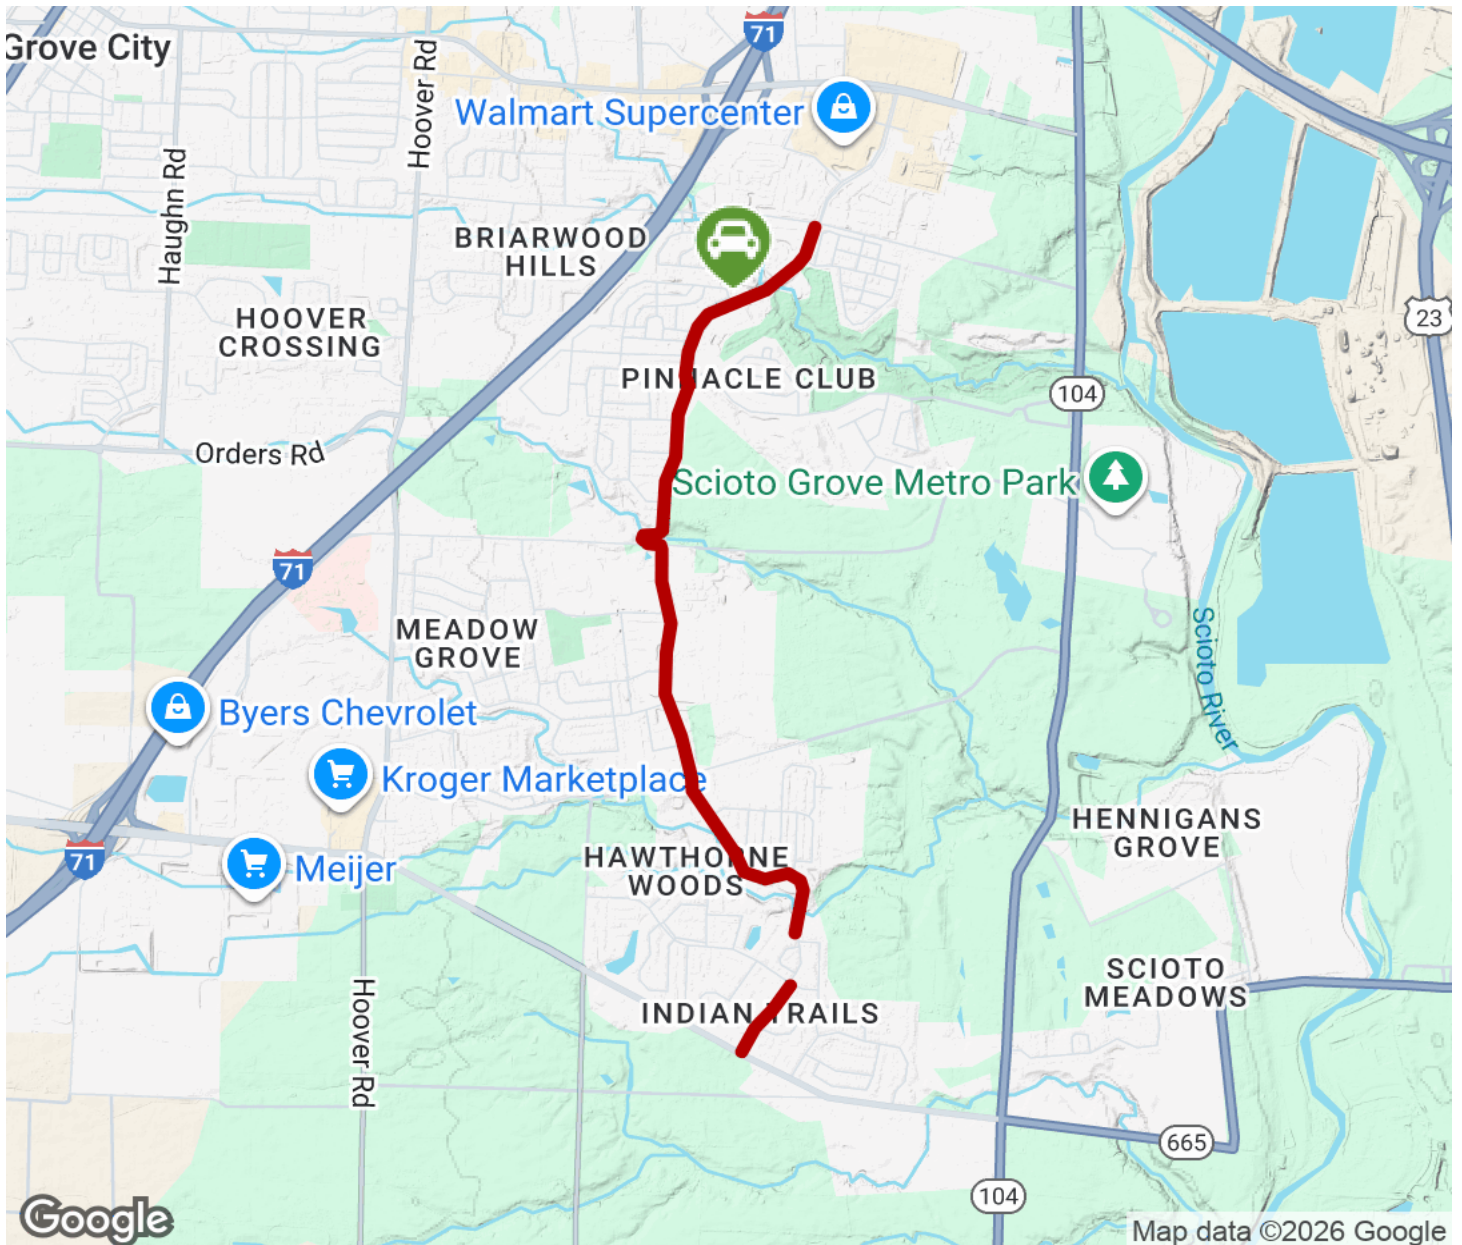 Grove City
71
Hoover Rd
Walmart Supercenter
Haughn Rd
BRIARWOOD
HILLS
HOOVER
CROSSING
23
PINNACLE CLUB
104
Orders Rd
Scioto Grove Metro Park
71
MEADOW
GROVE
Scioto River
Byers Chevrolet
Kroger Marketplace
HENNIGANS
GROVE
71
Meijer
HAWTHORNE
WOODS
SCIOTO
MEADOWS
INDIAN TRAILS
Hoover Rd
665
104
Google
Map data ©2026 Google